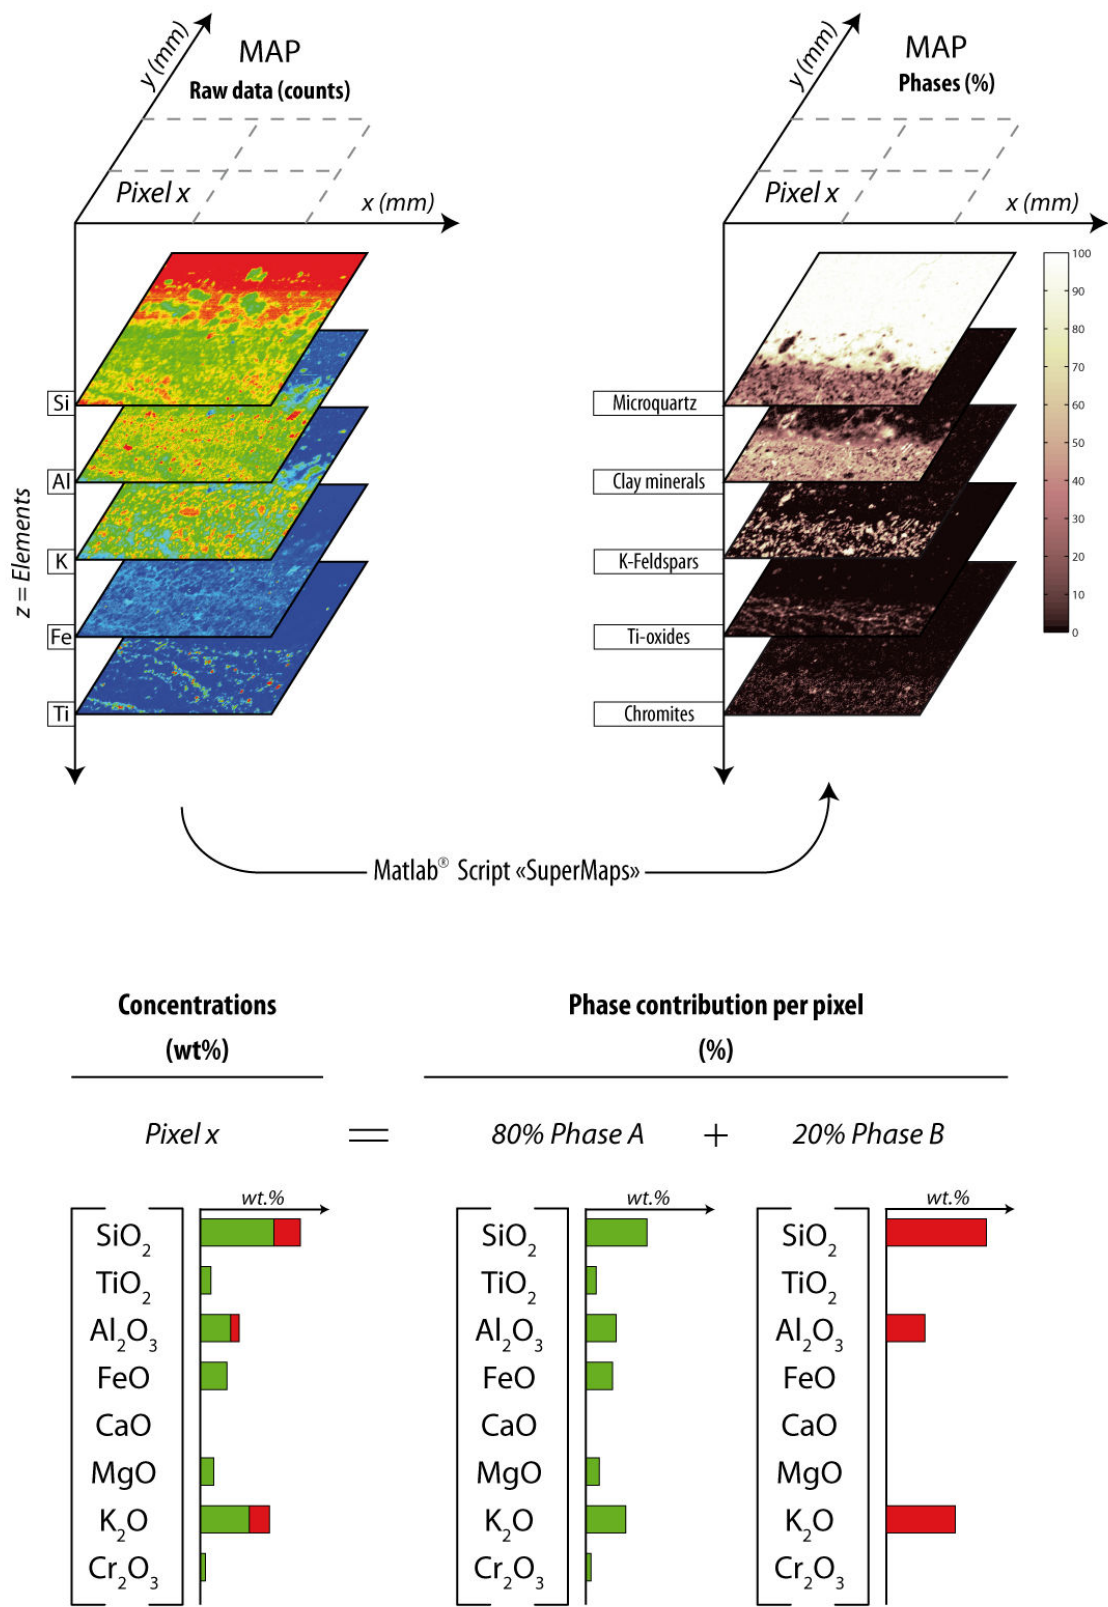 MAP
Raw data (counts)
y (mm)
Pixel x
x (mm)
Si
Al
K
Fe
Ti
z = Elements
MAP
Phases (%)
y (mm)
Pixel x
x (mm)
Microquartz
Clay minerals
K-Feldspars
Ti-oxides
Chromites
100
90
80
70
60
50
40
30
20
10
0
Matlab® Script «SuperMaps»
Concentrations
(wt%)
Phase contribution per pixel
(%)
Pixel x = 80% Phase A + 20% Phase B
wt.%
SiO₂
TiO₂
Al₂O₃
FeO
CaO
MgO
K₂O
Cr₂O₃
wt.%
SiO₂
TiO₂
Al₂O₃
FeO
CaO
MgO
K₂O
Cr₂O₃
wt.%
SiO₂
TiO₂
Al₂O₃
FeO
CaO
MgO
K₂O
Cr₂O₃